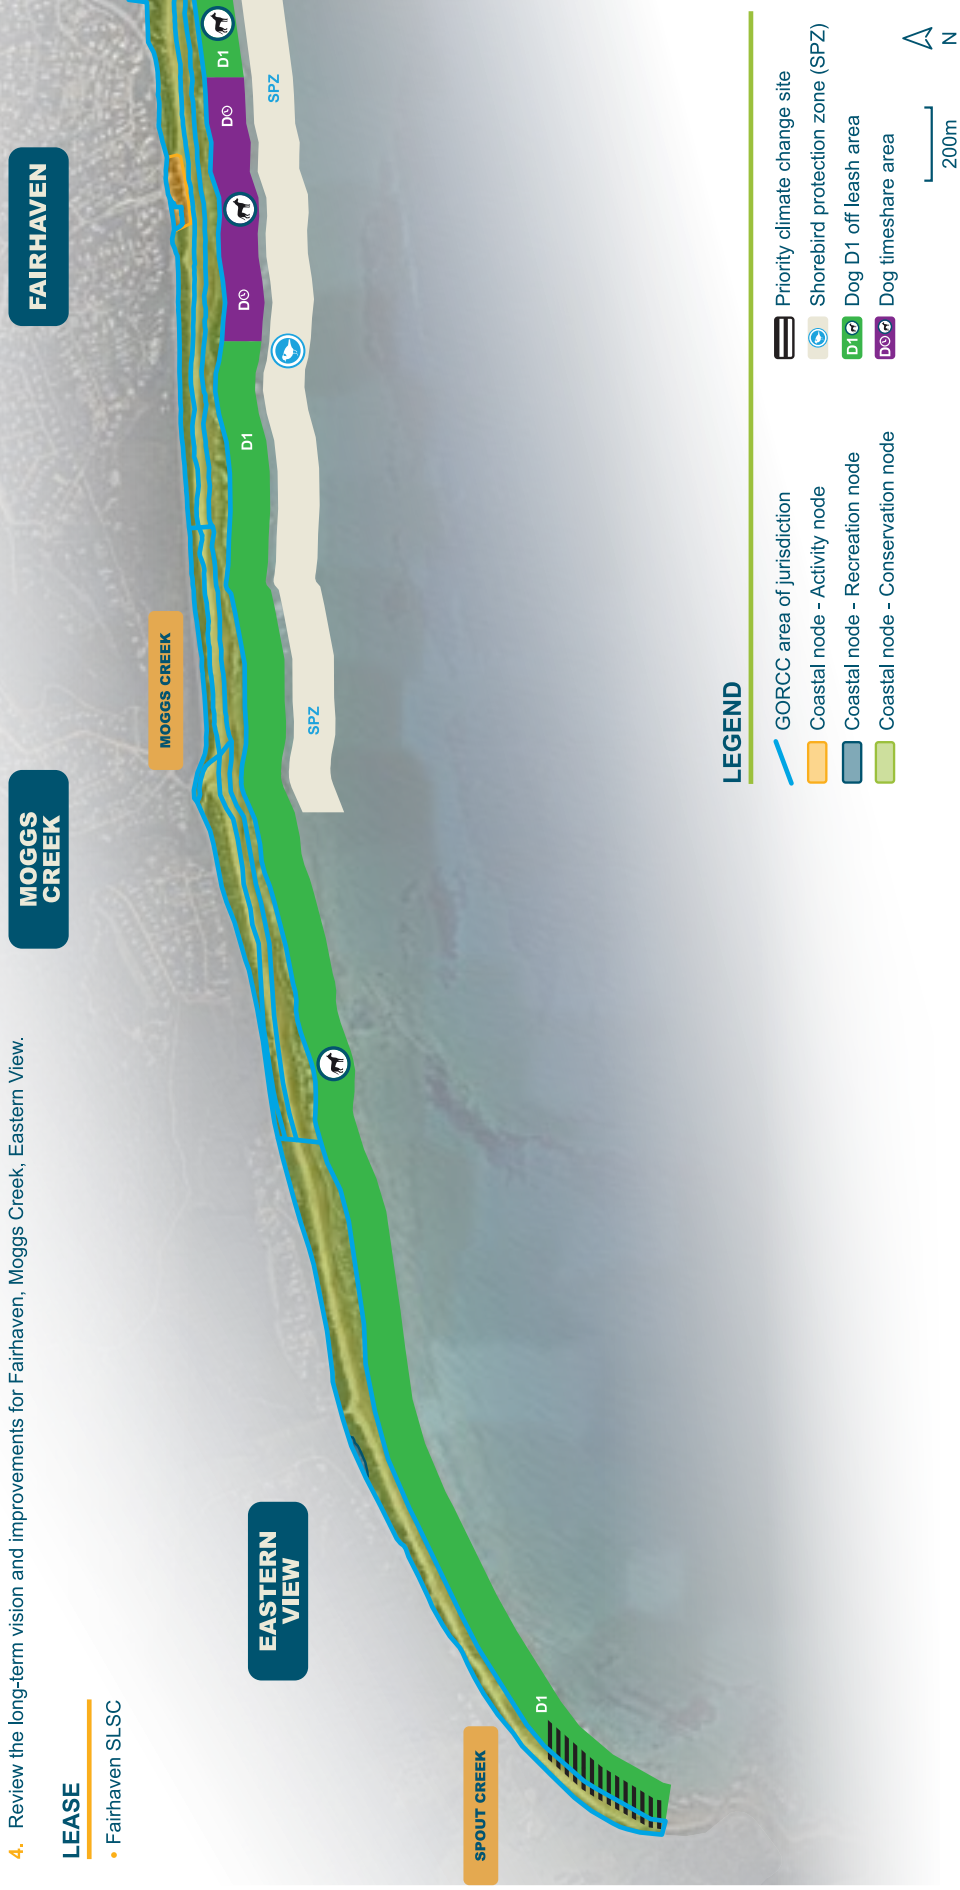 4. Review the long-term vision and improvements for Fairhaven, Moggs Creek, Eastern View.
LEASE
• Fairhaven SLSC
EASTERN
VIEW
MOGGS
CREEK
FAIRHAVEN
SPOUT CREEK
MOGGS CREEK
D1
D1
D
D
D1
SPZ
SPZ
LEGEND
GORCC area of jurisdiction
Coastal node - Activity node
Coastal node - Recreation node
Coastal node - Conservation node
Priority climate change site
Shorebird protection zone (SPZ)
D1 Dog D1 off leash area
D Dog timeshare area
200m
N